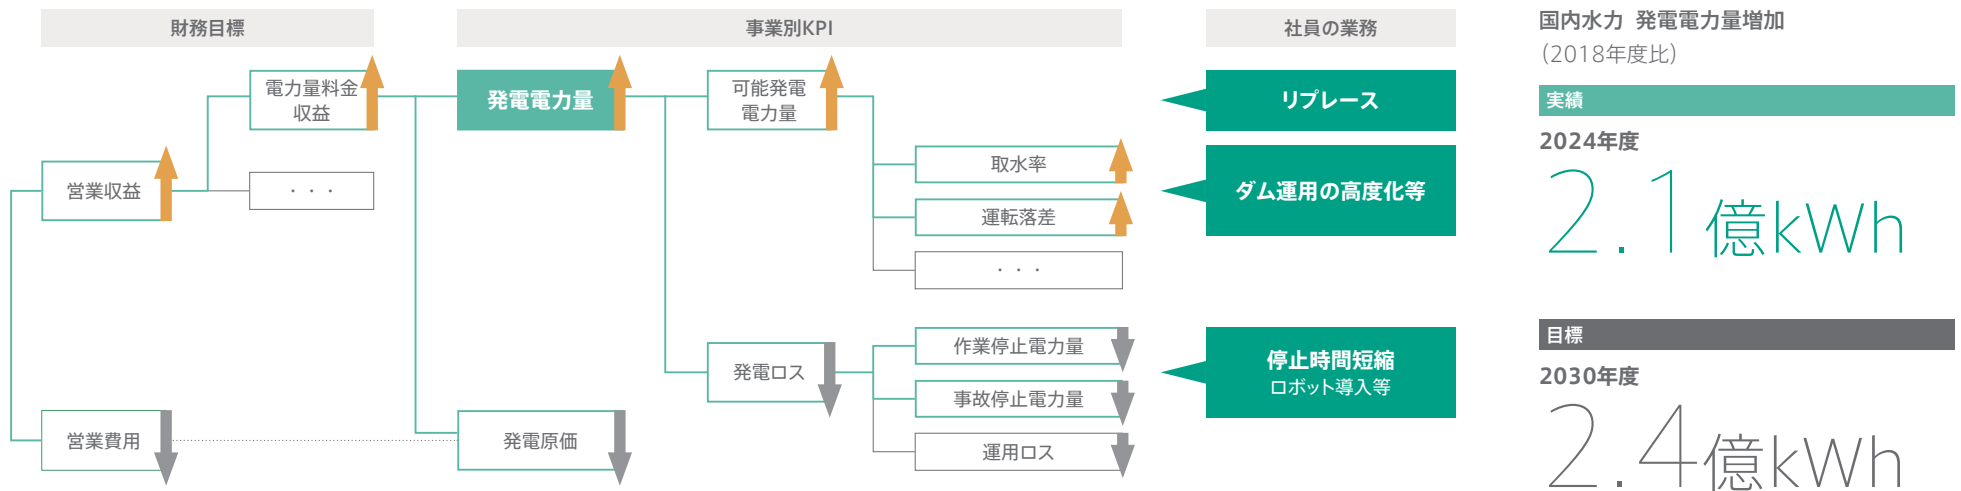 財務目標
事業別KPI
社員の業務
電力量料金
収益
営業収益
・・・
営業費用
発電電力量
発電原価
可能発電
電力量
取水率
運転落差
・・・
発電ロス
作業停止電力量
事故停止電力量
運用ロス
リプレース
ダム運用の高度化等
停止時間短縮
ロボット導入等
国内水力 発電電力量増加
（2018年度比）
実績
2024年度
2.1億kWh
目標
2030年度
2.4億kWh